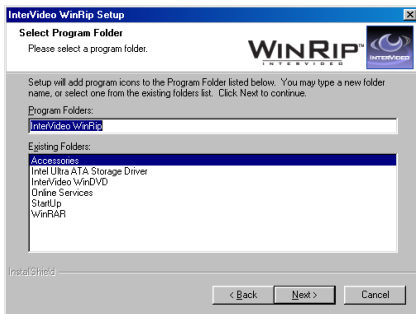 InterVideo WinRip Setup
Select Program Folder
Please select a program folder.
WINRIP™
INTERVIDEO
INTERVIDEO
Setup will add program icons to the Program Folder listed below. You may type a new folder
name, or select one from the existing folders list. Click Next to continue.
Program Folders:
InterVideo WinRip
Existing Folders:
Accessories
Intel Ultra ATA Storage Driver
InterVideo WinDVD
Online Services
StartUp
WinRAR
InstallShield
< Back
Next >
Cancel